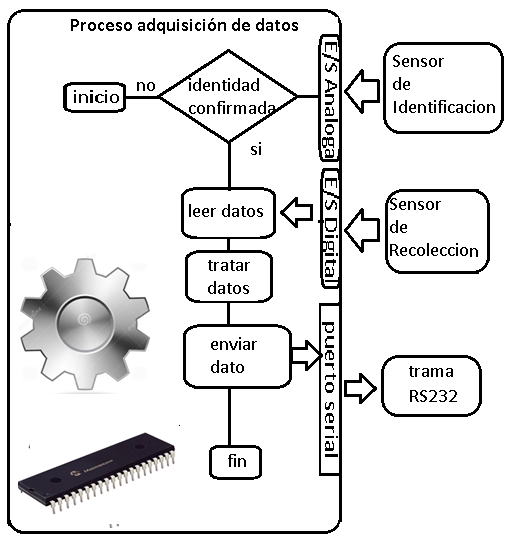 Proceso adquisición de datos
inicio
no
identidad
confirmada
si
E/S Analoga
Sensor
de
Identificacion
leer datos
E/S Digital
Sensor
de
Recoleccion
tratar
datos
enviar
dato
puerto serial
trama
RS232
fin